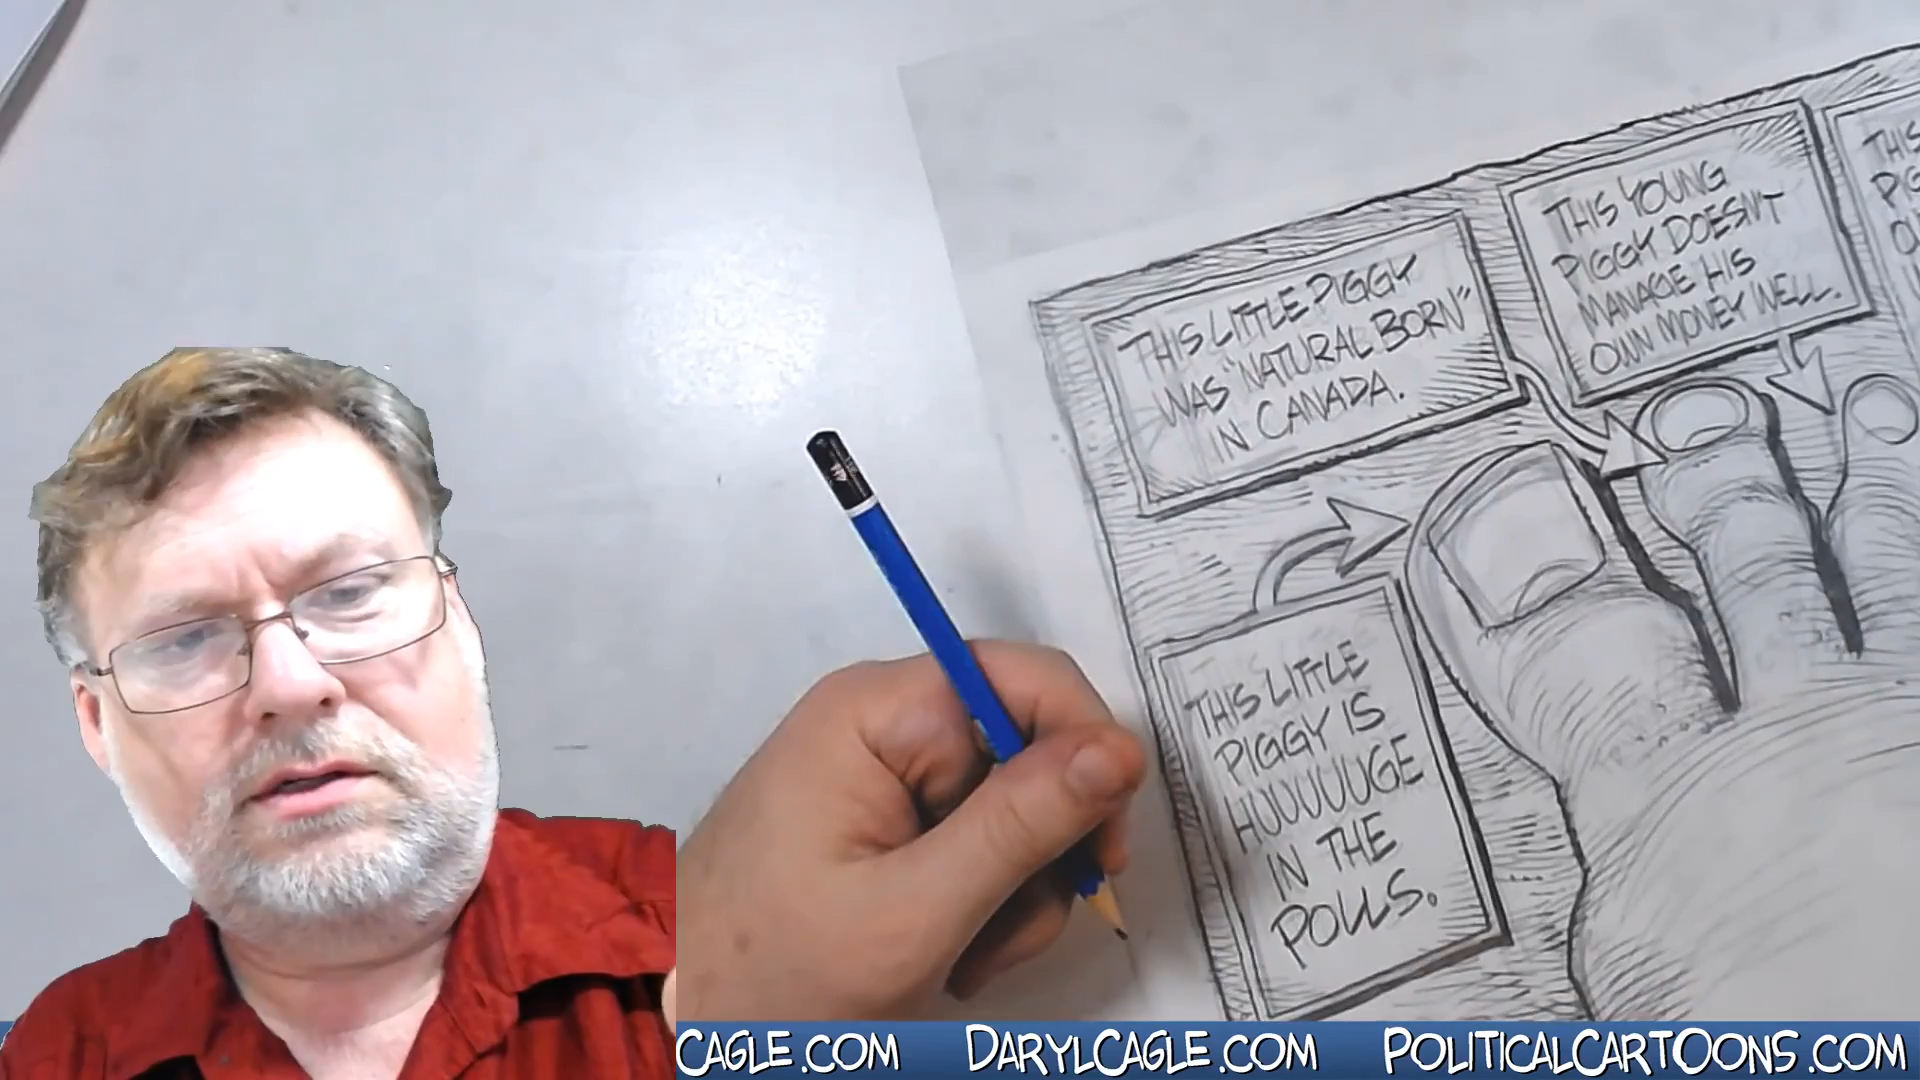 THIS LITTLE PIGGY
WAS "NATURAL BORN"
IN CANADA.
THIS YOUNG
PIGGY DOESN'T
MANAGE HIS
OWN MONEY WELL.
THIS
THIS LITTLE
PIGGY IS
HUUUUUGE
IN THE
POLLS.
CAGLE.COM DARYLCAGLE.COM POLITICALCARTOONS.COM